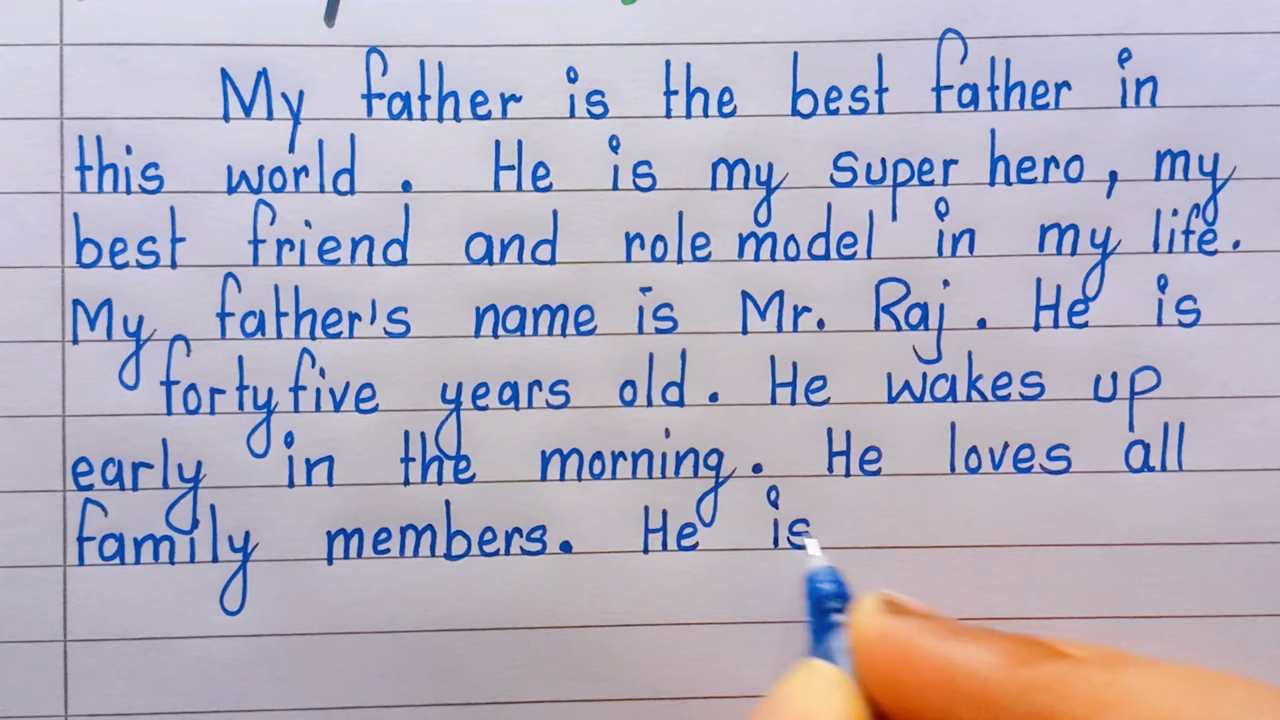 My father is the best father in
this world. He is my super hero, my
best friend and role model in my life.
My father's name is Mr. Raj. He is
fortyfive years old. He wakes up
early in the morning. He loves all
family members. He is